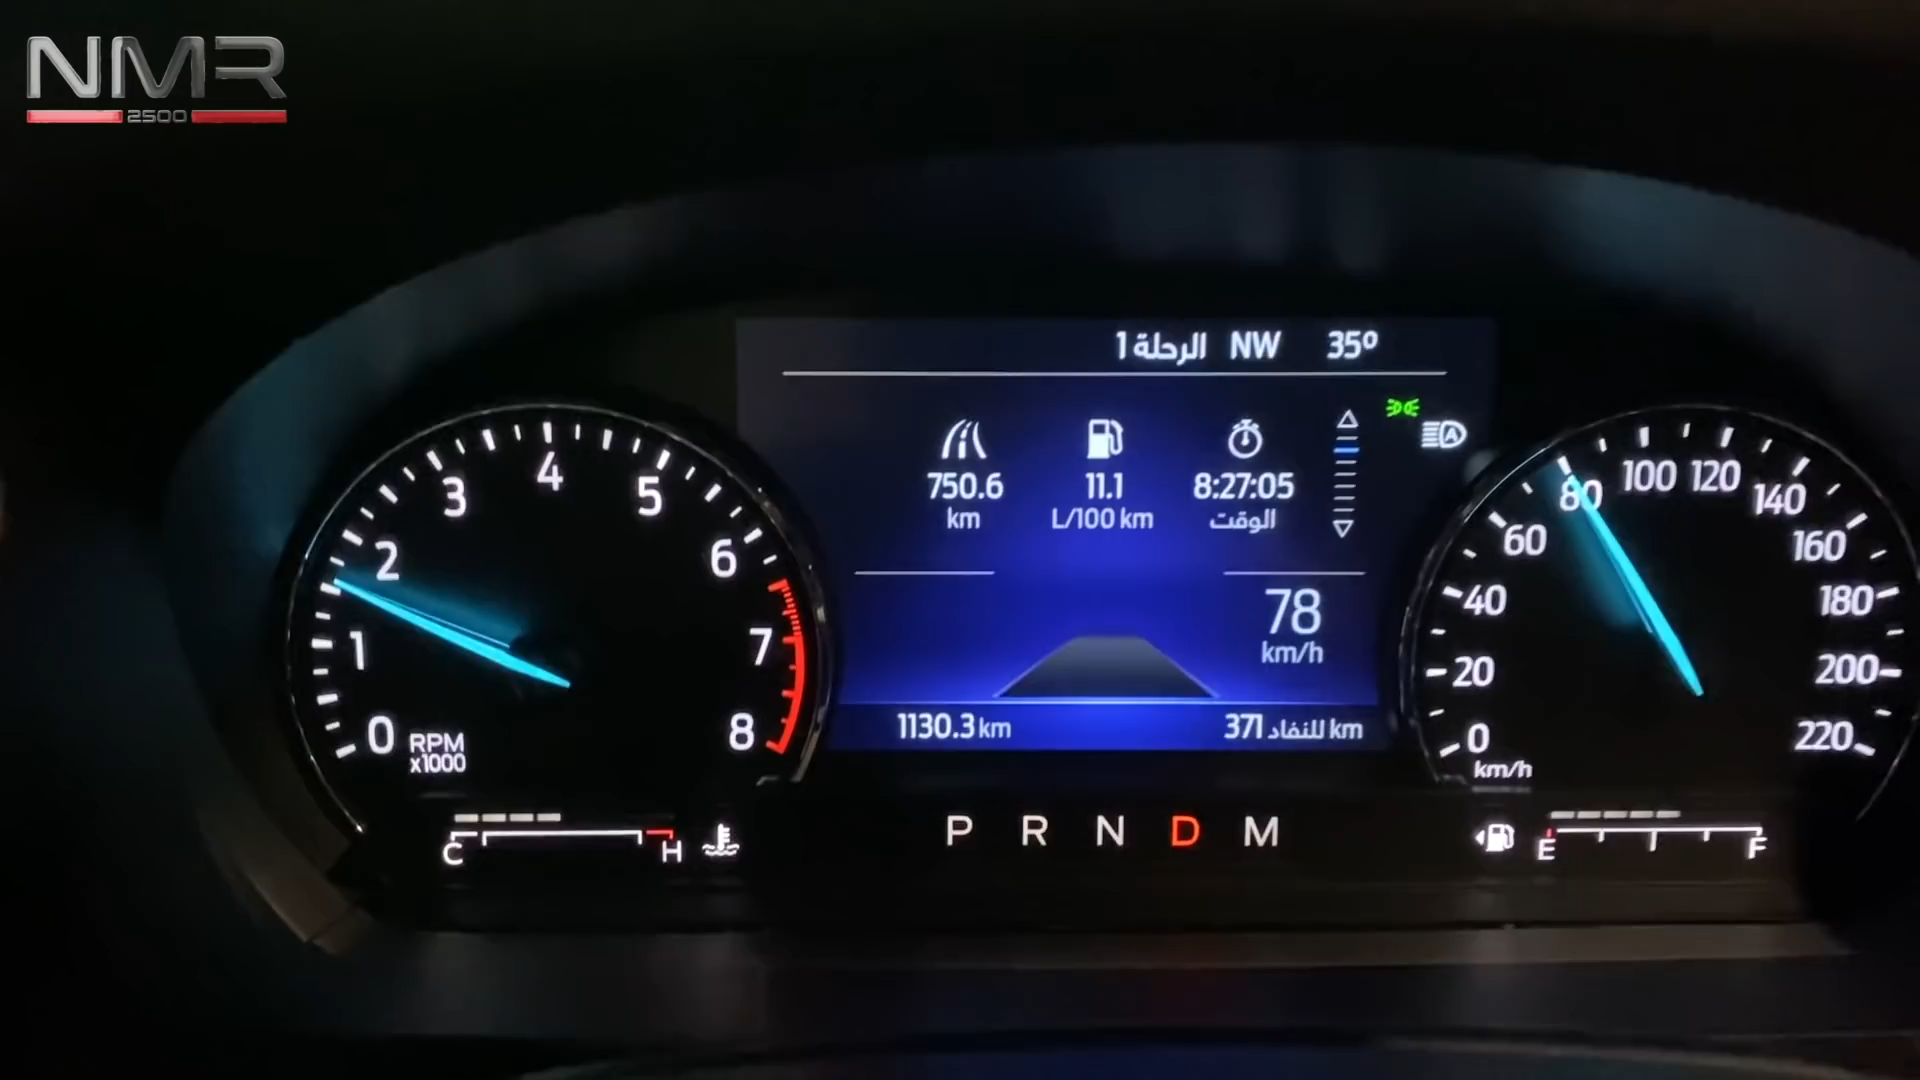 NMR
2500
الرحلة 1 NW 35º
750.6 11.1 8:27:05
km L/100 km الوقت
78
km/h
1130.3 km
371 للنفاد km
0 1 2 3 4 5 6 7 8
RPM
x1000
0 20 40 60 80 100 120 140 160 180 200 220
km/h
C H
P R N D M
E F
A